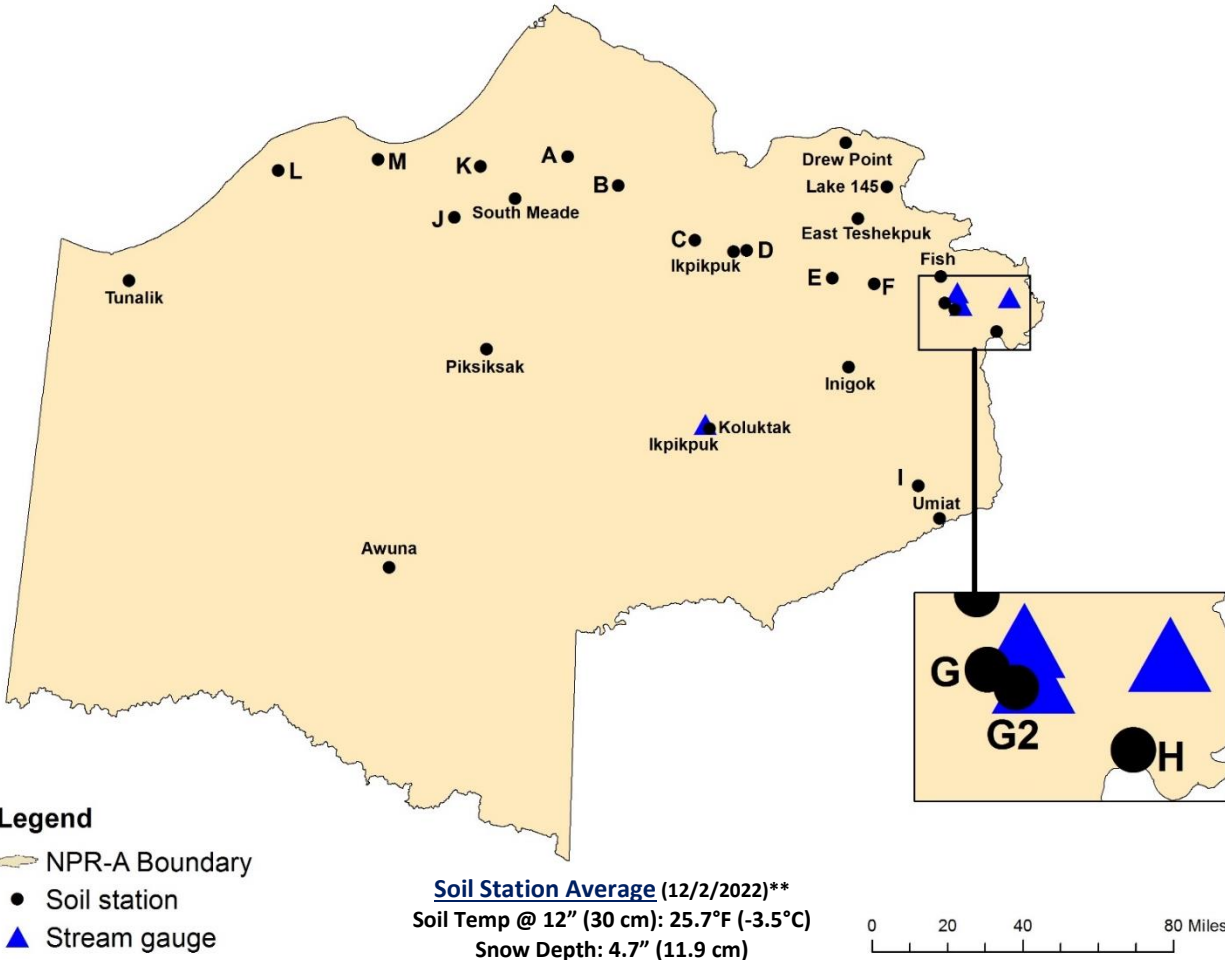 A
Drew Point
M
K
L
B
Lake 145
South Meade
J
East Teshekpuk
C
D
Ikpikpuk
Fish
E
F
Tunalik
Piksiksak
Inigok
Koluktak
Ikpikpuk
I
Umiat
Awuna
G
G2
H
Legend
NPR-A Boundary
Soil station
Stream gauge
Soil Station Average (12/2/2022)**
Soil Temp @ 12” (30 cm): 25.7°F (-3.5°C)
Snow Depth: 4.7” (11.9 cm)
0 20 40 80 Miles